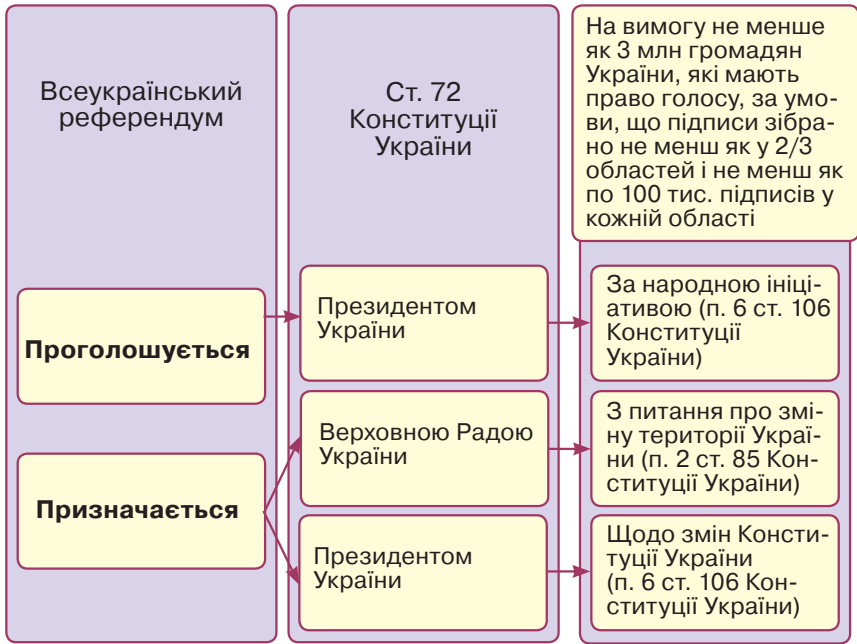 Всеукраїнський
референдум
Ст. 72
Конституції
України
На вимогу не менше
як 3 млн громадян
України, які мають
право голосу, за умо-
ви, що підписи зібра-
но не менш як у 2/3
областей і не менш як
по 100 тис. підписів у
кожній області
Проголошується
Президентом
України
За народною ініці-
ативою (п. 6 ст. 106
Конституції
України)
Призначається
Верховною Радою
України
З питання про змі-
ну території Украї-
ни (п. 2 ст. 85 Кон-
ституції України)
Президентом
України
Щодо змін Консти-
туції України
(п. 6 ст. 106 Кон-
ституції України)